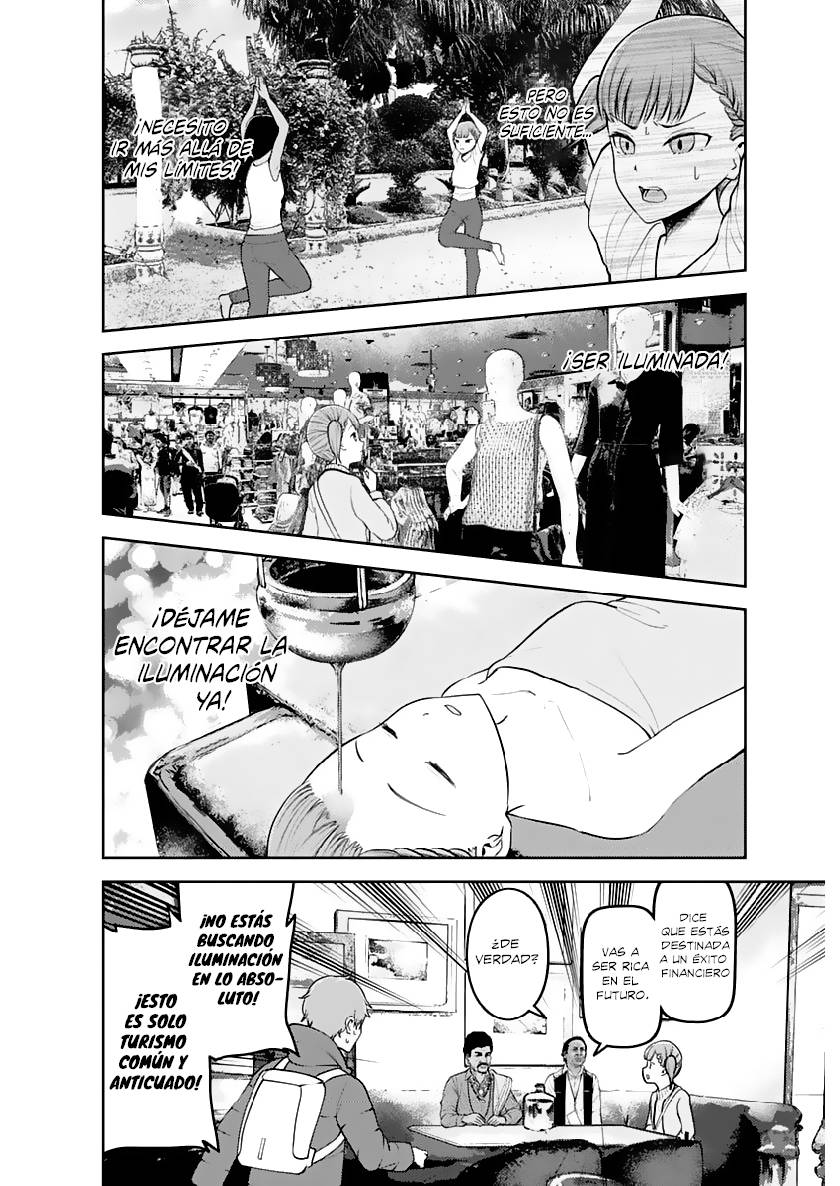 PERO
ESTO NO ES
SUFICIENTE...
¡NECESITO
IR MÁS ALLÁ
DE
MIS LÍMITES!
¡SER ILUMINADA!
¡DÉJAME
ENCONTRAR LA
ILUMINACIÓN
YA!
DICE
QUE ESTÁS
DESTINADA
A UN ÉXITO
FINANCIERO
VAS A
SER RICA
EN EL
FUTURO.
¿DE
VERDAD?
¡NO ESTÁS
BUSCANDO
ILUMINACIÓN
EN LO ABSO-
LUTO!
¡ESTO
ES SOLO
TURISMO
COMÚN Y
ANTICUADO!